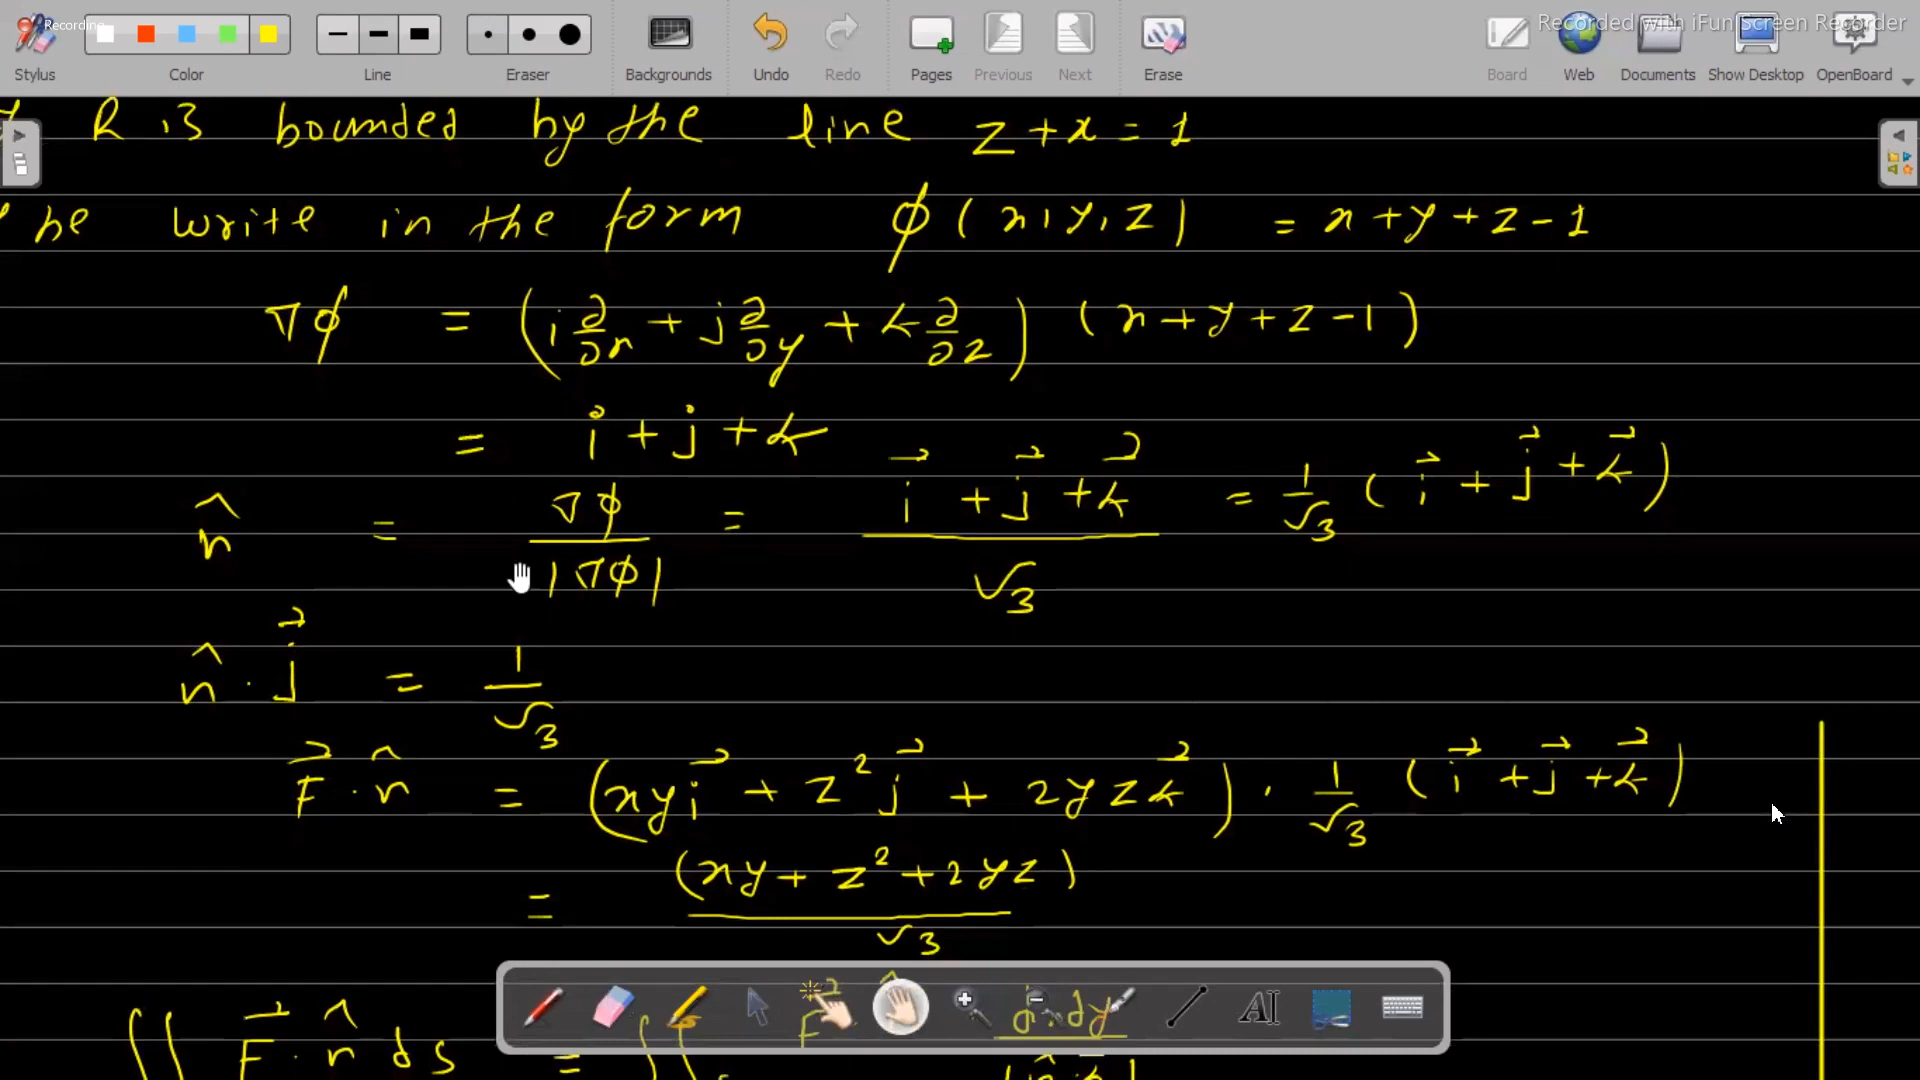 Recording
Recorded with iFun Screen Recorder
Stylus Color Line Eraser Backgrounds Undo Redo Pages Previous Next Erase Board Web Documents Show Desktop OpenBoard
R is bounded by the line z + x = 1
be write in the form ϕ(x, y, z) = x + y + z - 1
∇ϕ = (i ∂/∂x + j ∂/∂y + k ∂/∂z) (x + y + z - 1)
= i + j + k
n̂ = ∇ϕ/|∇ϕ| = (i⃗ + j⃗ + k⃗)/√3 = 1/√3 (i⃗ + j⃗ + k⃗)
n̂ · j⃗ = 1/√3
F⃗ · n̂ = (xy i⃗ + z² j⃗ + 2yz k⃗) · 1/√3 (i⃗ + j⃗ + k⃗)
= (xy + z² + 2yz)/√3
∬ F⃗ · n̂ ds = ∬